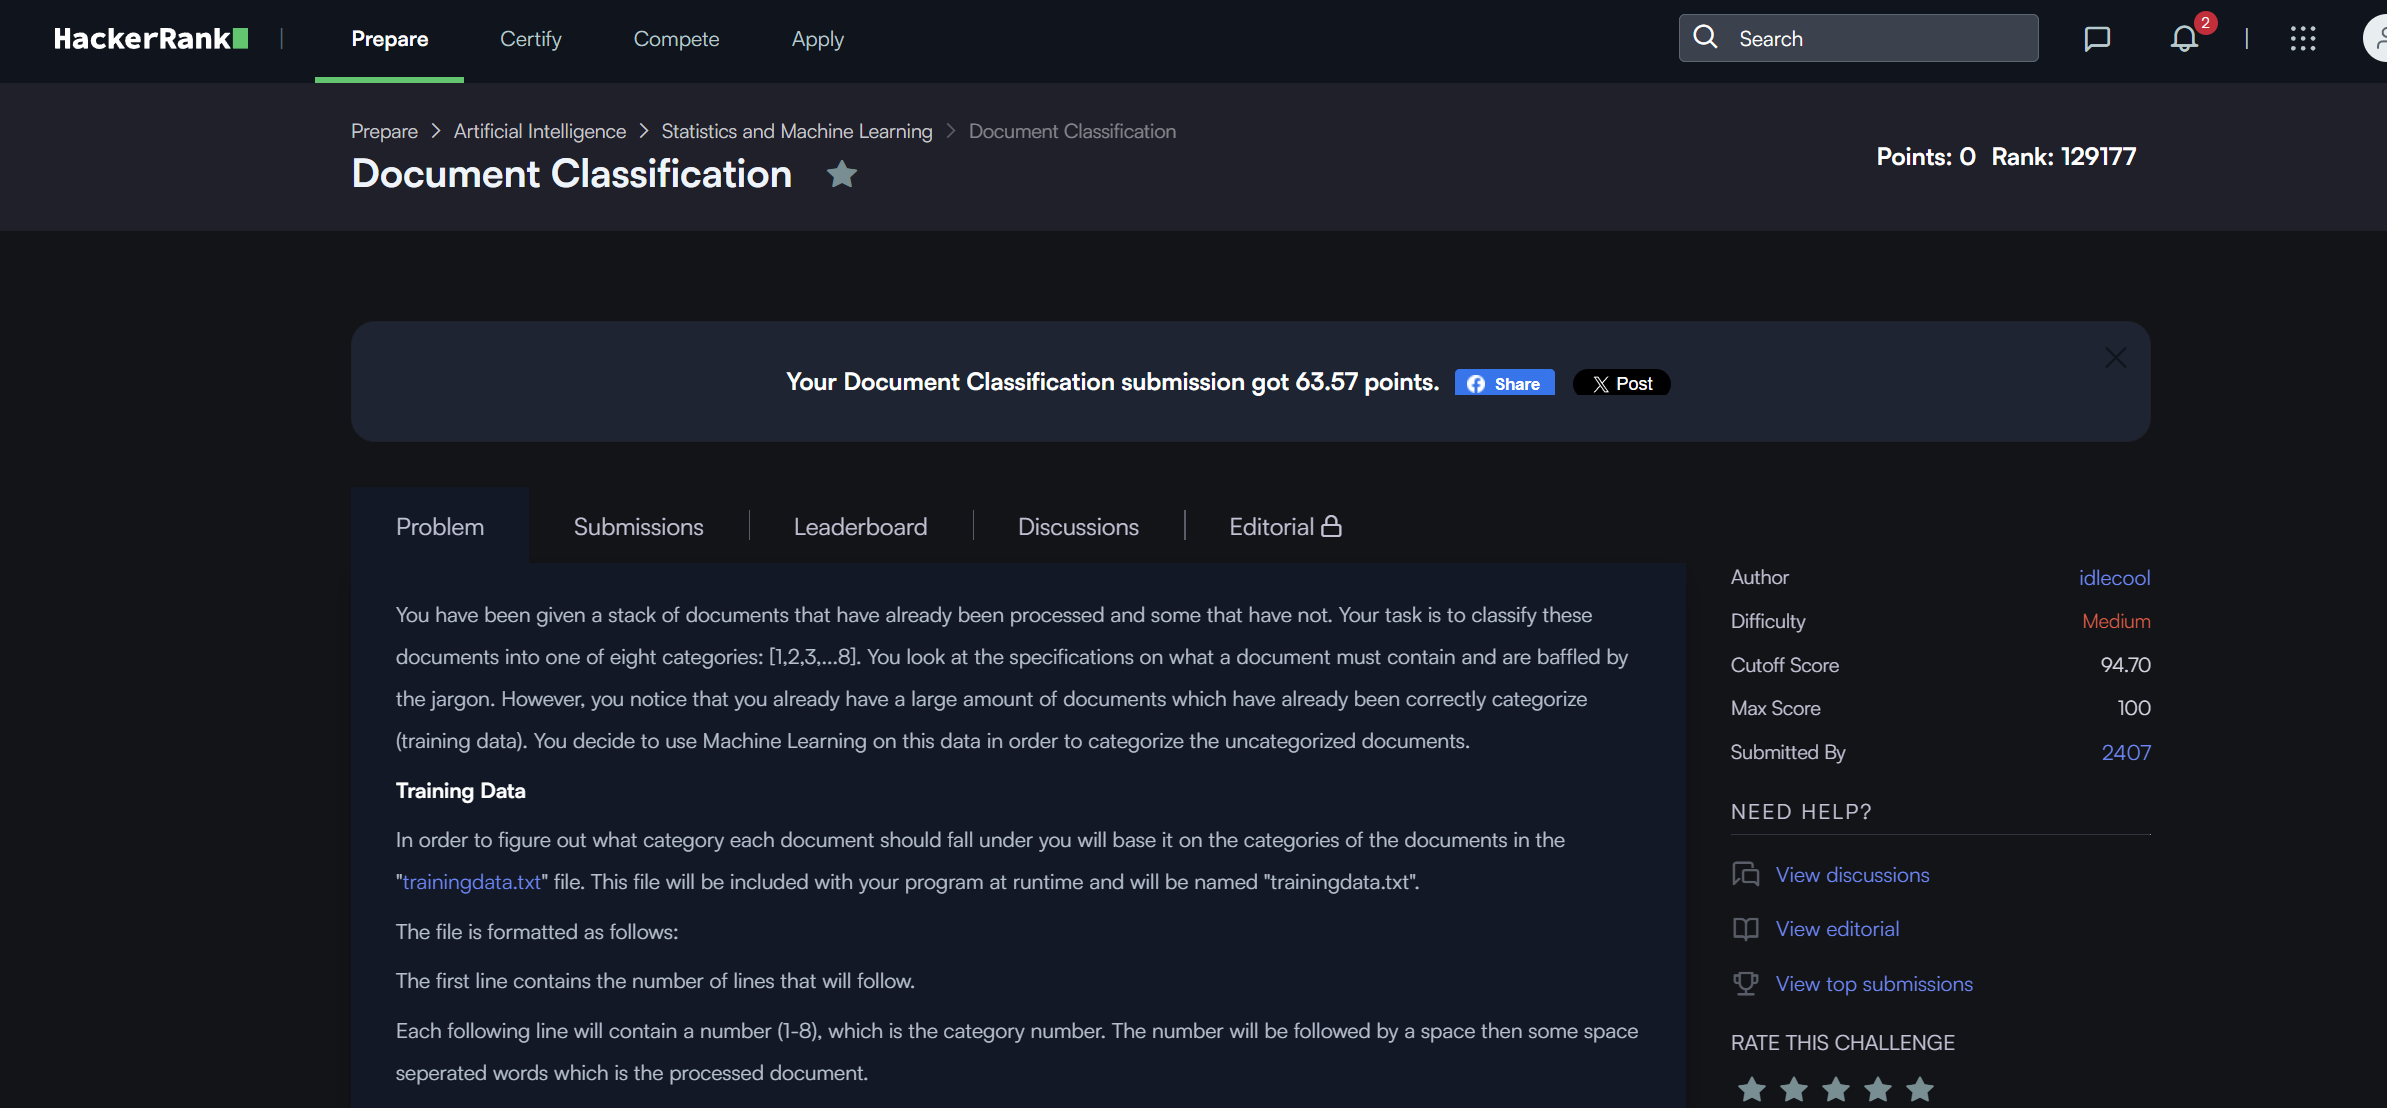 HackerRank
Prepare
Certify
Compete
Apply
Search
2
Prepare > Artificial Intelligence > Statistics and Machine Learning > Document Classification
Document Classification
Points: 0 Rank: 129177
Your Document Classification submission got 63.57 points.
Share
Post
Problem
Submissions
Leaderboard
Discussions
Editorial
You have been given a stack of documents that have already been processed and some that have not. Your task is to classify these
documents into one of eight categories: [1,2,3,...8]. You look at the specifications on what a document must contain and are baffled by
the jargon. However, you notice that you already have a large amount of documents which have already been correctly categorize
(training data). You decide to use Machine Learning on this data in order to categorize the uncategorized documents.
Training Data
In order to figure out what category each document should fall under you will base it on the categories of the documents in the
"trainingdata.txt" file. This file will be included with your program at runtime and will be named "trainingdata.txt".
The file is formatted as follows:
The first line contains the number of lines that will follow.
Each following line will contain a number (1-8), which is the category number. The number will be followed by a space then some space
seperated words which is the processed document.
Author idlecool
Difficulty Medium
Cutoff Score 94.70
Max Score 100
Submitted By 2407
NEED HELP?
View discussions
View editorial
View top submissions
RATE THIS CHALLENGE